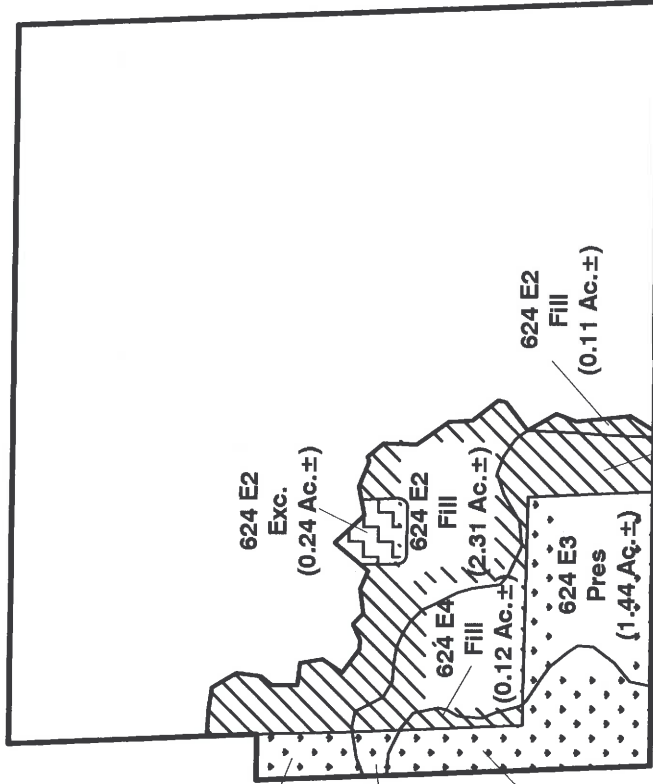 624 E2
Exc.
(0.24 Ac.±)
624 E2
Fill
(2.31 Ac.±)
624 E2
Fill
(0.11 Ac.±)
624 E4
Fill
(0.12 Ac.±)
624 E3
Pres
(1.44 Ac.±)